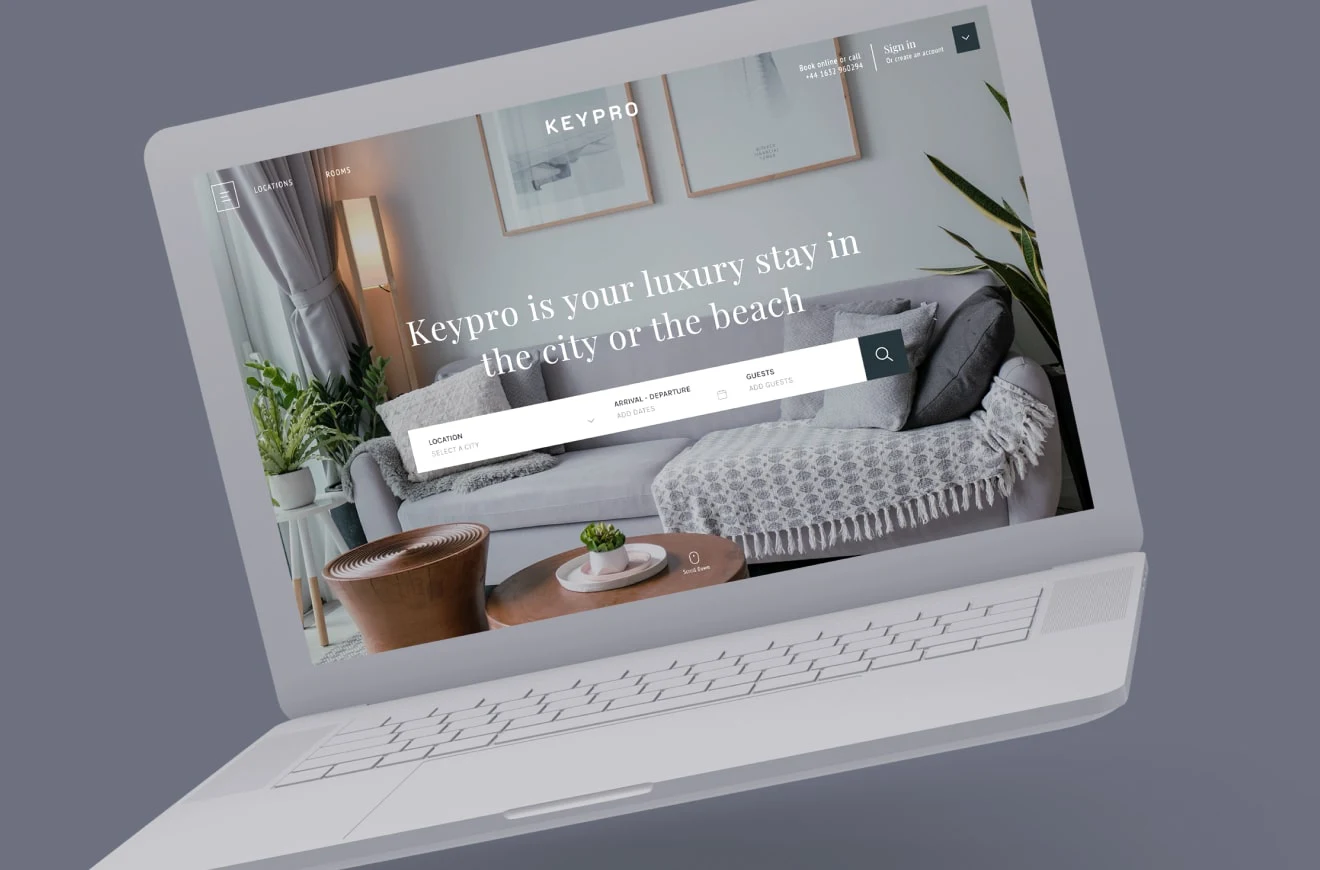 Book online or call
+44 1632 960294
Sign in
Or create an account
KEYPRO
LOCATIONS
ROOMS
Keypro is your luxury stay in
the city or the beach
LOCATION
SELECT A CITY
ARRIVAL - DEPARTURE
ADD DATES
GUESTS
ADD GUESTS
Scroll Down